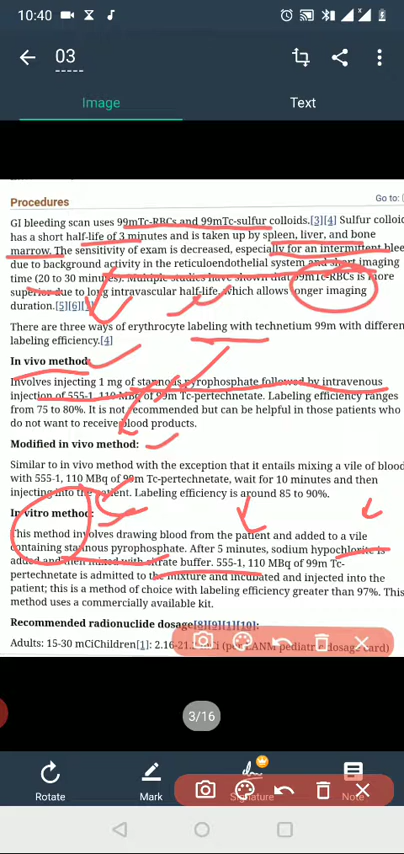 10:40
03
Image
Text
Procedures
Go to:
GI bleeding scan uses 99mTc-RBCs and 99mTc-sulfur colloids.[3][4] Sulfur colloid
has a short half-life of 3 minutes and is taken up by spleen, liver, and bone
marrow. The sensitivity of exam is decreased, especially for an intermittent blee
due to background activity in the reticuloendothelial system and short imaging
time (20 to 30 minutes). Multiple studies have shown that 99mTc-RBCs is more
superior due to long intravascular half-life, which allows longer imaging
duration.[5][6]
There are three ways of erythrocyte labeling with technetium 99m with differen
labeling efficiency.[4]
In vivo method:
Involves injecting 1 mg of stannous pyrophosphate followed by intravenous
injection of 555-1, 110 MBq of 99m Tc-pertechnetate. Labeling efficiency ranges
from 75 to 80%. It is not recommended but can be helpful in those patients who
do not want to receive blood products.
Modified in vivo method:
Similar to in vivo method with the exception that it entails mixing a vile of blood
with 555-1, 110 MBq of 99m Tc-pertechnetate, wait for 10 minutes and then
injecting into the patient. Labeling efficiency is around 85 to 90%.
In vitro method:
This method involves drawing blood from the patient and added to a vile
containing stannous pyrophosphate. After 5 minutes, sodium hypochlorite is
added and then mixed with citrate buffer. 555-1, 110 MBq of 99m Tc-
pertechnetate is admitted to the mixture and incubated and injected into the
patient; this is a method of choice with labeling efficiency greater than 97%. This
method uses a commercially available kit.
Recommended radionuclide dosage[8][9][1][10]:
Adults: 15-30 mCiChildren[1]: 2.16-21. (per EANM pediatric dosage card)
3/16
Rotate
Mark
Signature
Note